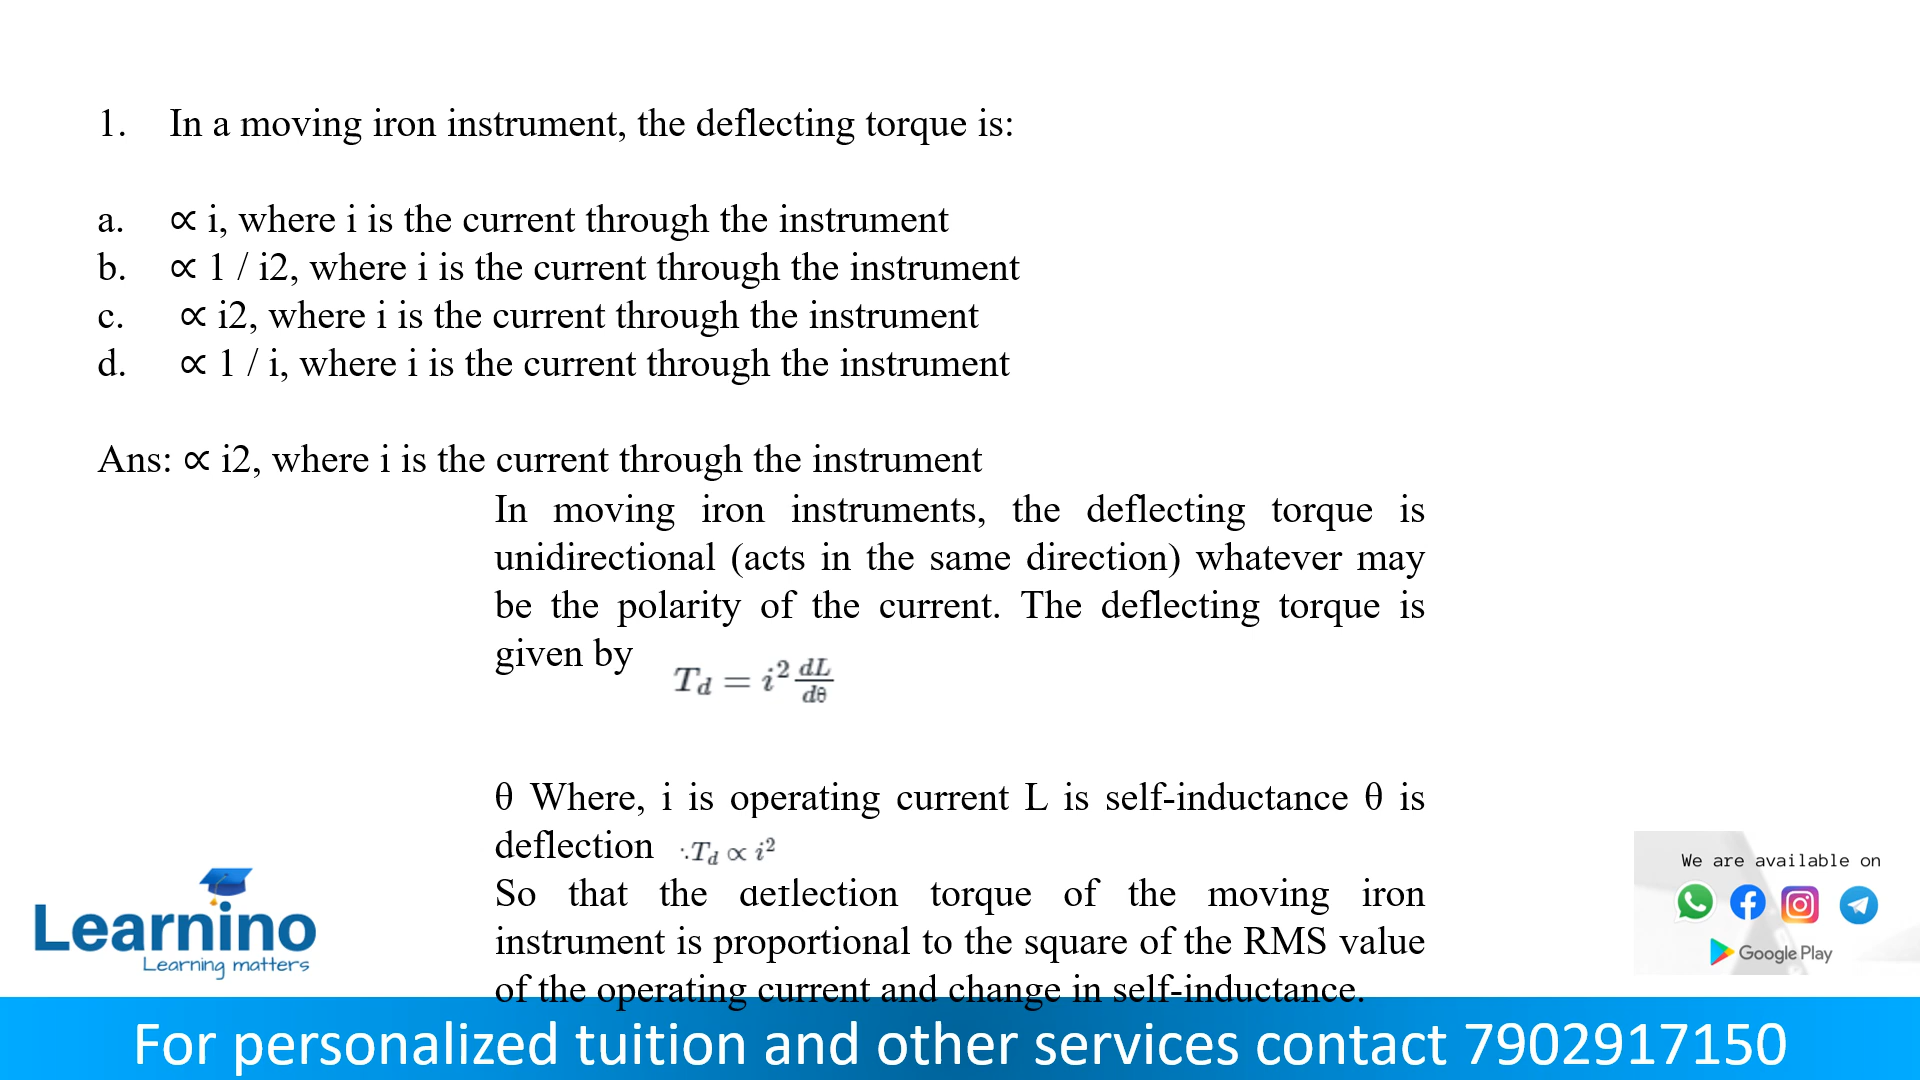 1. In a moving iron instrument, the deflecting torque is:
a. ∝ i, where i is the current through the instrument
b. ∝ 1 / i2, where i is the current through the instrument
c. ∝ i2, where i is the current through the instrument
d. ∝ 1 / i, where i is the current through the instrument
Ans: ∝ i2, where i is the current through the instrument
In moving iron instruments, the deflecting torque is
unidirectional (acts in the same direction) whatever may
be the polarity of the current. The deflecting torque is
given by T_d = i² dL/dθ
θ Where, i is operating current L is self-inductance θ is
deflection ∴T_d ∝ i²
So that the deflection torque of the moving iron
instrument is proportional to the square of the RMS value
of the operating current and change in self-inductance.
Learnino
Learning matters
We are available on
Google Play
For personalized tuition and other services contact 7902917150